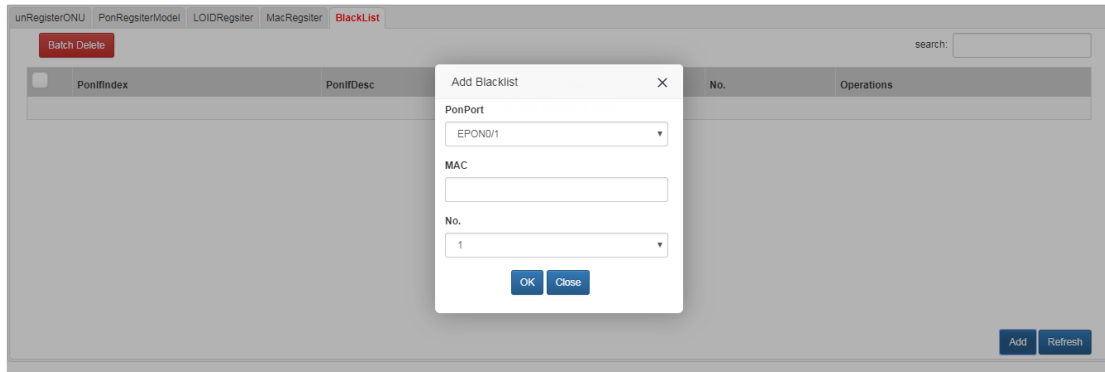 unRegisterONU PonRegsiterModel LOIDRegsiter MacRegsiter BlackList
Batch Delete search:
PonIfIndex PonIfDesc No. Operations
Add Blacklist ×
PonPort
EPON0/1
MAC
No.
1
OK Close
Add Refresh